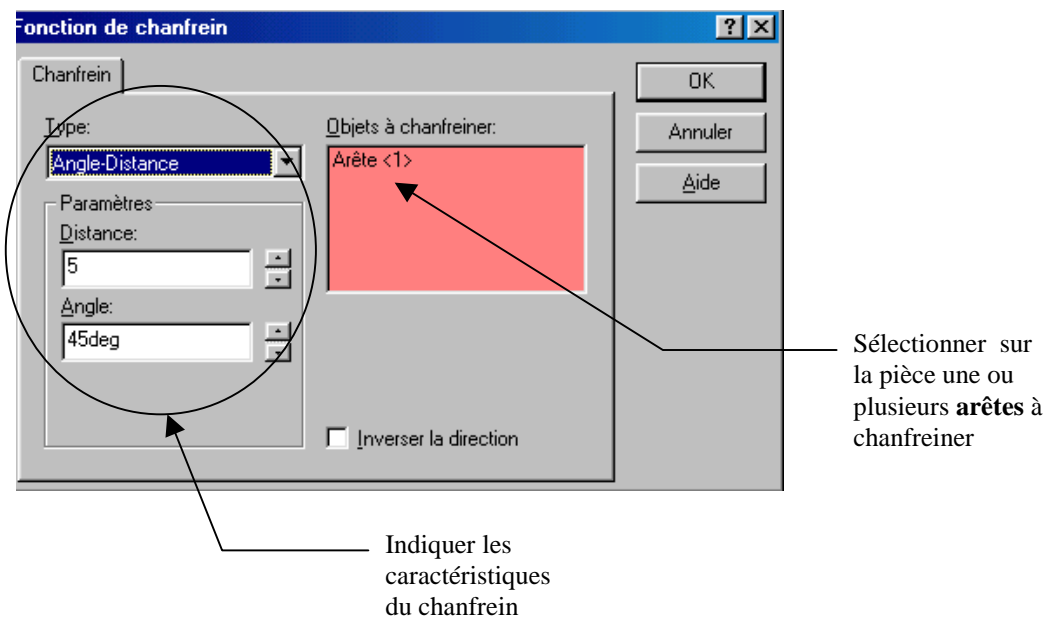 Fonction de chanfrein
Chanfrein
OK
Annuler
Aide
Type:
Angle-Distance
Paramètres
Distance:
5
Angle:
45deg
Objets à chanfreiner:
Arête <1>
Inverser la direction
Sélectionner sur
la pièce une ou
plusieurs arêtes à
chanfreiner
Indiquer les
caractéristiques
du chanfrein